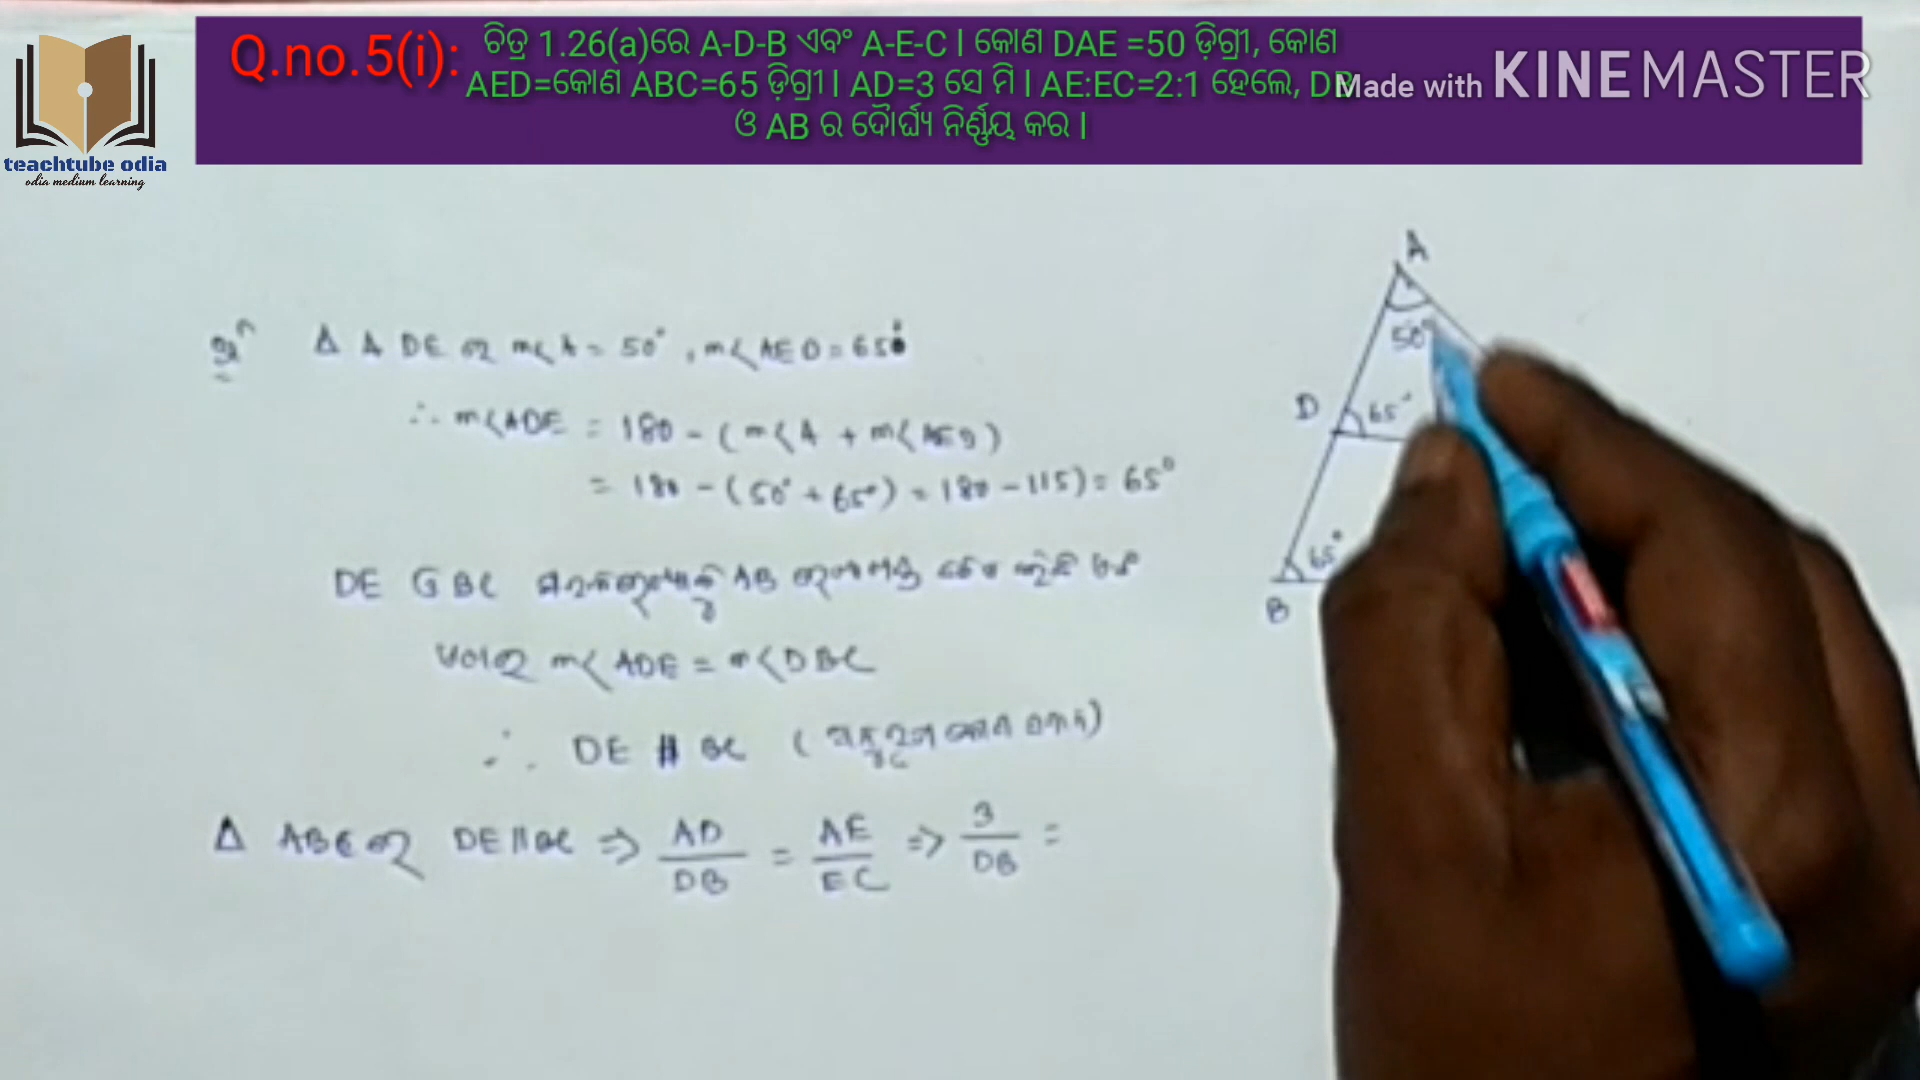 Q.no.5(i): ଚିତ୍ର 1.26(a)ରେ A-D-B ଏବଂ A-E-C । କୋଣ DAE =50 ଡ଼ିଗ୍ରୀ, କୋଣ
AED=କୋଣ ABC=65 ଡ଼ିଗ୍ରୀ । AD=3 ସେ ମି । AE:EC=2:1 ହେଲେ, DB
ଓ AB ର ଦୈାର୍ଘ୍ୟ ନିର୍ଣ୍ଣୟ କର ।
Made with KINEMASTER
teachtube odia
odia medium learning
Δ ADE ର m<A = 50°, m<AED = 65°
∴ m<ADE = 180 - (m<A + m<AED)
= 180 - (50° + 65°) = 180 - 115) = 65°
DE ଓ BC AB
m<ADE = m<DBC
∴ DE || BC
Δ ABC ରେ DE || BC ⇒ AD/DB = AE/EC ⇒ 3/DB =
A
50°
D 65°
65°
B